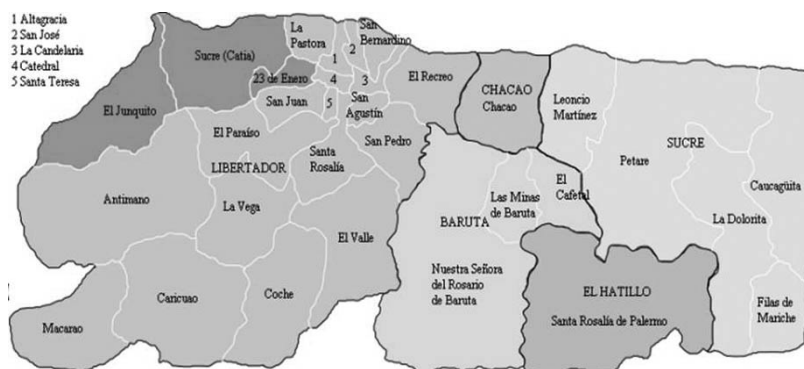 1 Altagracia
2 San José
3 La Candelaria
4 Catedral
5 Santa Teresa
La
Pastora
San
Bernardino
1
2
3
4
5
Sucre (Catia)
23 de Enero
El Recreo
CHACAO
Chacao
Leoncio
Martínez
El Junquito
San Juan
San
Agustín
El Paraíso
San Pedro
SUCRE
Petare
LIBERTADOR
Santa
Rosalía
El
Cafetal
Caucagüita
Antimano
La Vega
Las Minas
de Baruta
BARUTA
La Dolorita
El Valle
Nuestra Señora
del Rosario
de Baruta
EL HATILLO
Santa Rosalía de Palermo
Filas de
Mariche
Caricuao
Coche
Macarao